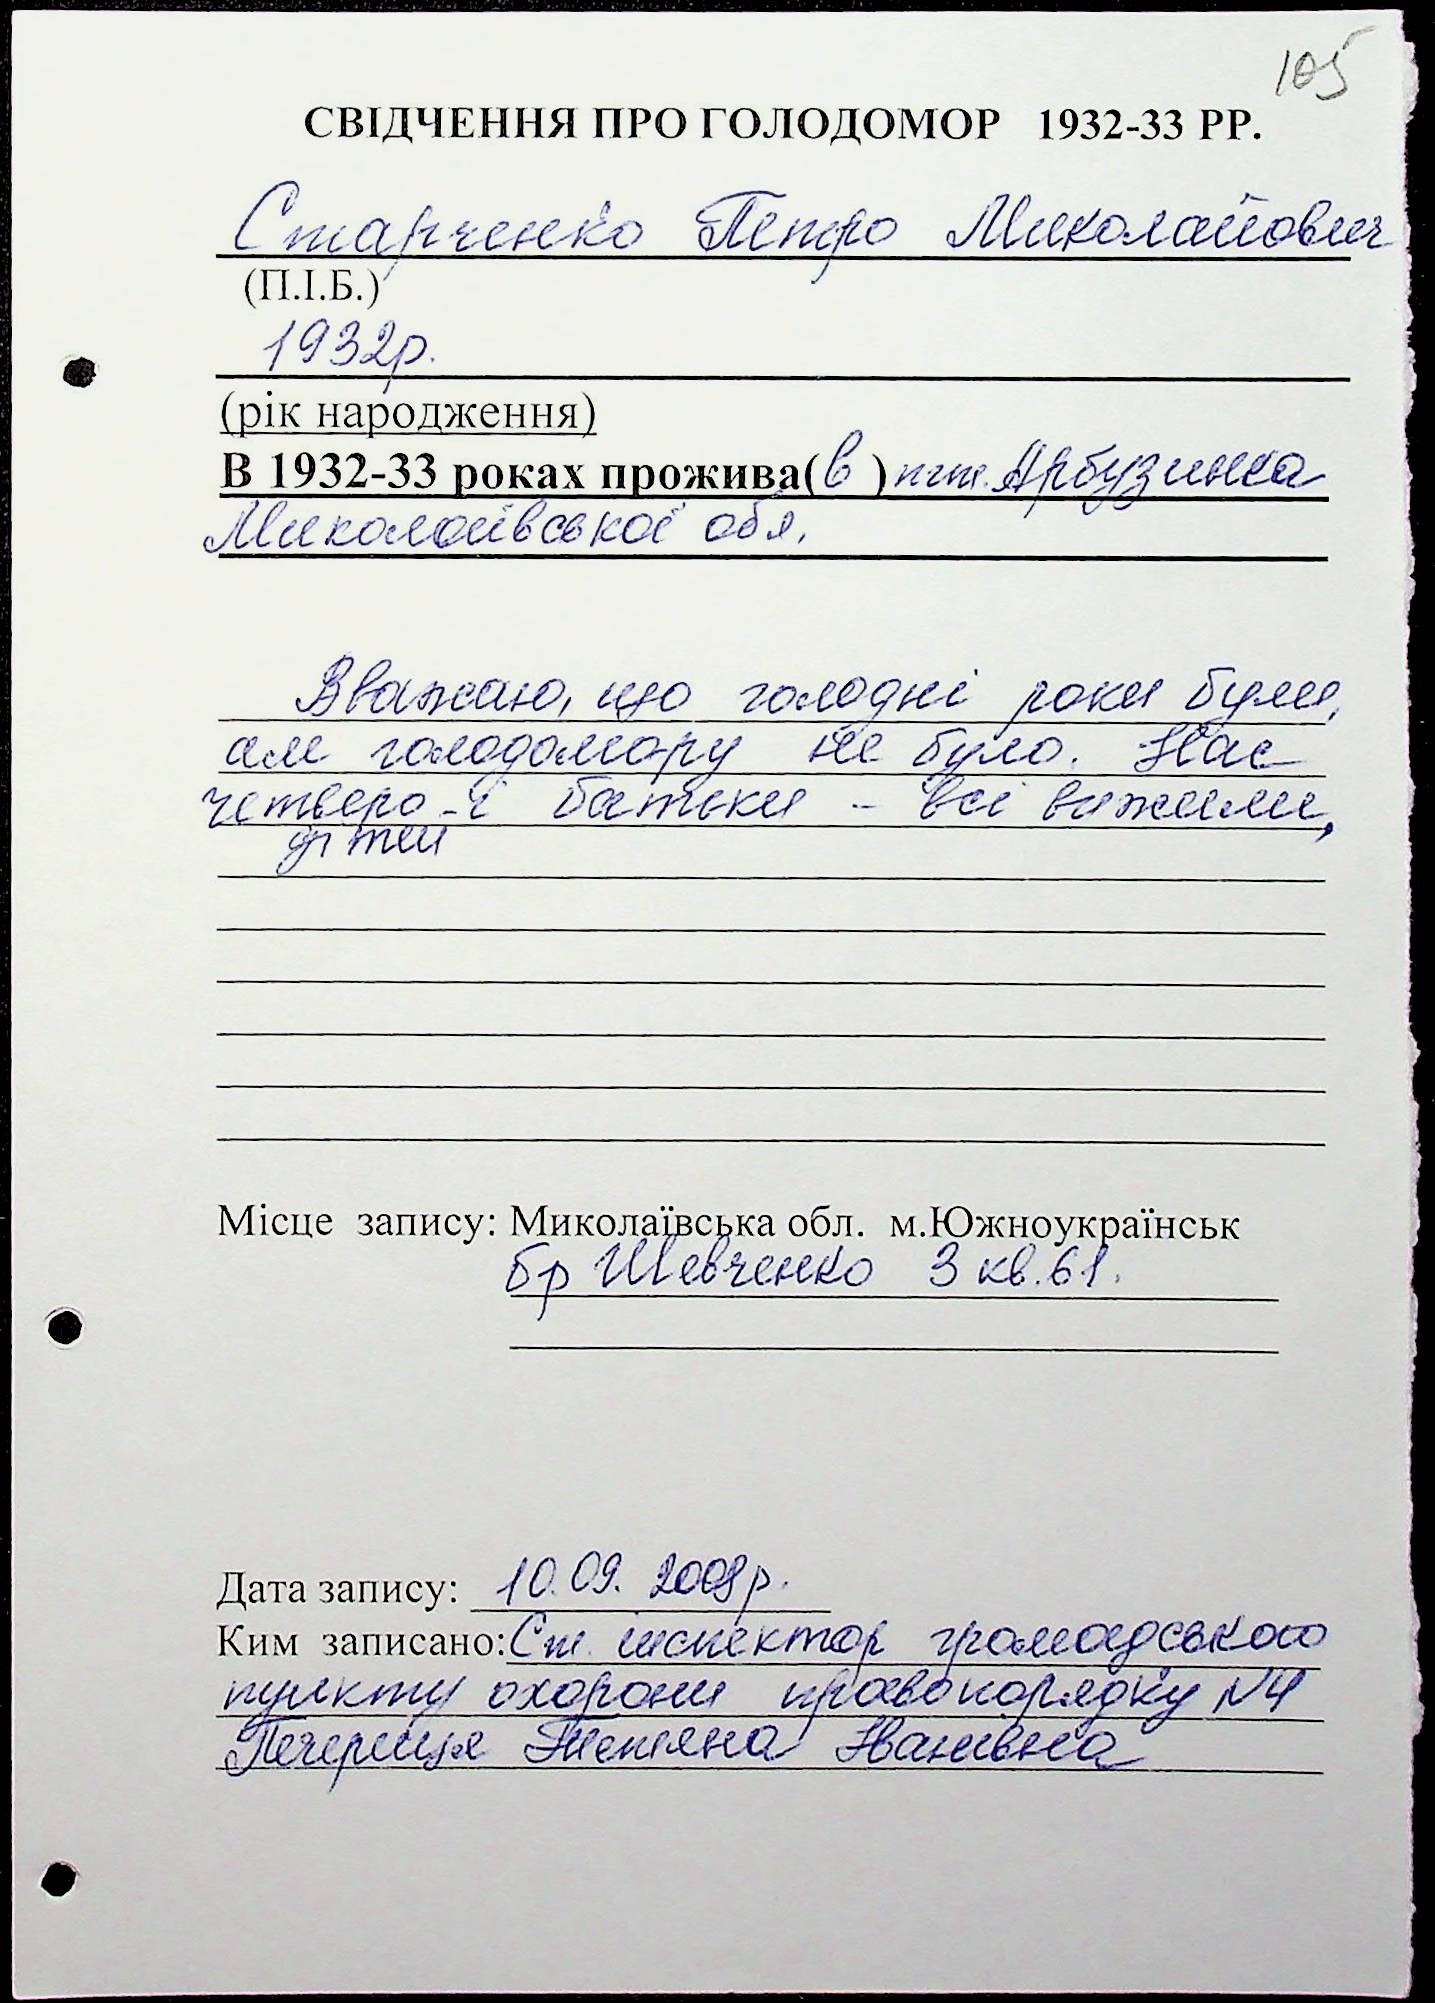 105
СВІДЧЕННЯ ПРО ГОЛОДОМОР 1932-33 РР.
Старченко Петро Миколайович
(П.І.Б.)
1932р.
(рік народження)
В 1932-33 роках прожива(в) пгт. Арбузинка
Миколаївської обл.
Вважаю, що голодні роки були,
але голодомору не було. Нас
четверо і батьки - всі вижили,
дітей
Місце запису: Миколаївська обл. м.Южноукраїнськ
бр Шевченко 3 кв.61.
Дата запису: 10.09. 2008р.
Ким записано: Ст. інспектор громадського
пункту охорони правопорядку №4
Печериця Тетяна Іванівна